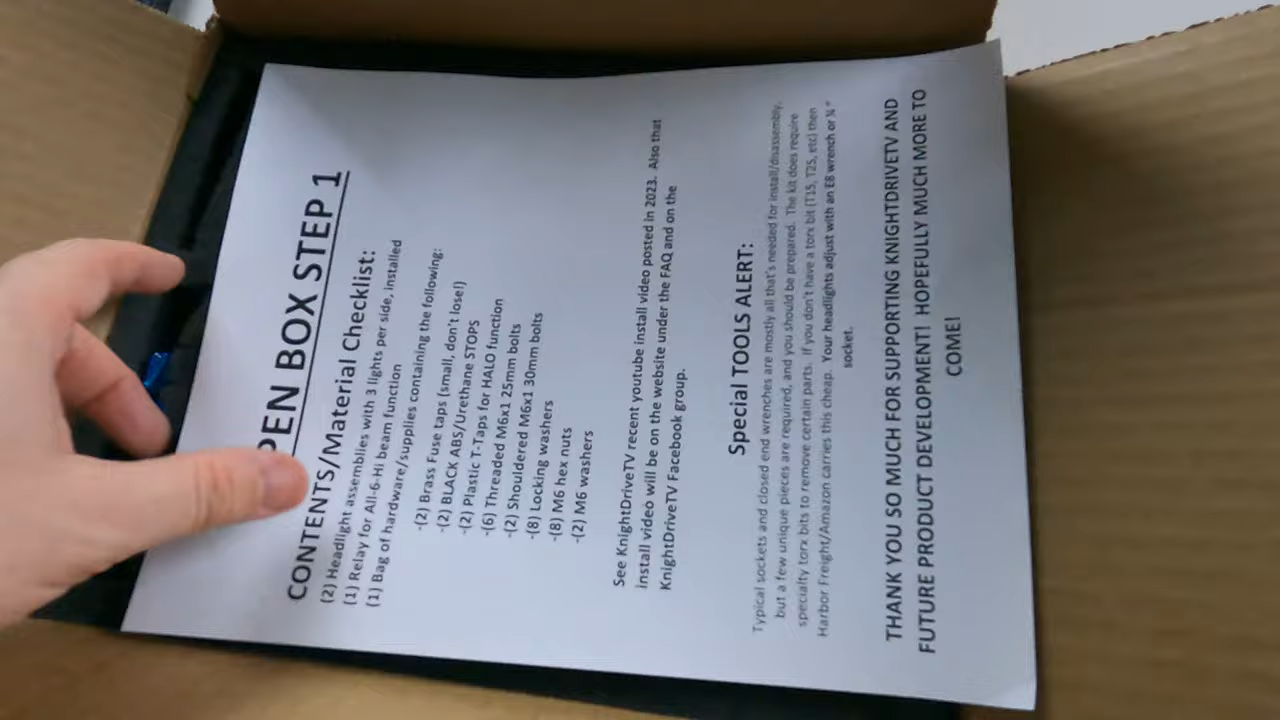 PEN BOX STEP 1
CONTENTS/Material Checklist:
(2) Headlight assemblies with 3 lights per side, installed
(1) Relay for All-6-Hi beam function
(1) Bag of hardware/supplies containing the following:
-(2) Brass Fuse taps (small, don't lose!)
-(2) BLACK ABS/Urethane STOPS
-(2) Plastic T-Taps for HALO function
-(6) Threaded M6x1 25mm bolts
-(2) Shouldered M6x1 30mm bolts
-(8) Locking washers
-(8) M6 hex nuts
-(2) M6 washers
See KnightDriveTV recent youtube install video posted in 2023. Also that
install video will be on the website under the FAQ and on the
KnightDriveTV Facebook group.
Special TOOLS ALERT:
Typical sockets and closed end wrenches are mostly all that's needed for install/disassembly,
but a few unique pieces are required, and you should be prepared. The kit does require
specialty torx bits to remove certain parts. If you don't have a torx bit (T15, T25, etc) then
Harbor Freight/Amazon carries this cheap. Your headlights adjust with an E8 wrench or ¼"
socket.
THANK YOU SO MUCH FOR SUPPORTING KNIGHTDRIVETV AND
FUTURE PRODUCT DEVELOPMENT! HOPEFULLY MUCH MORE TO
COME!